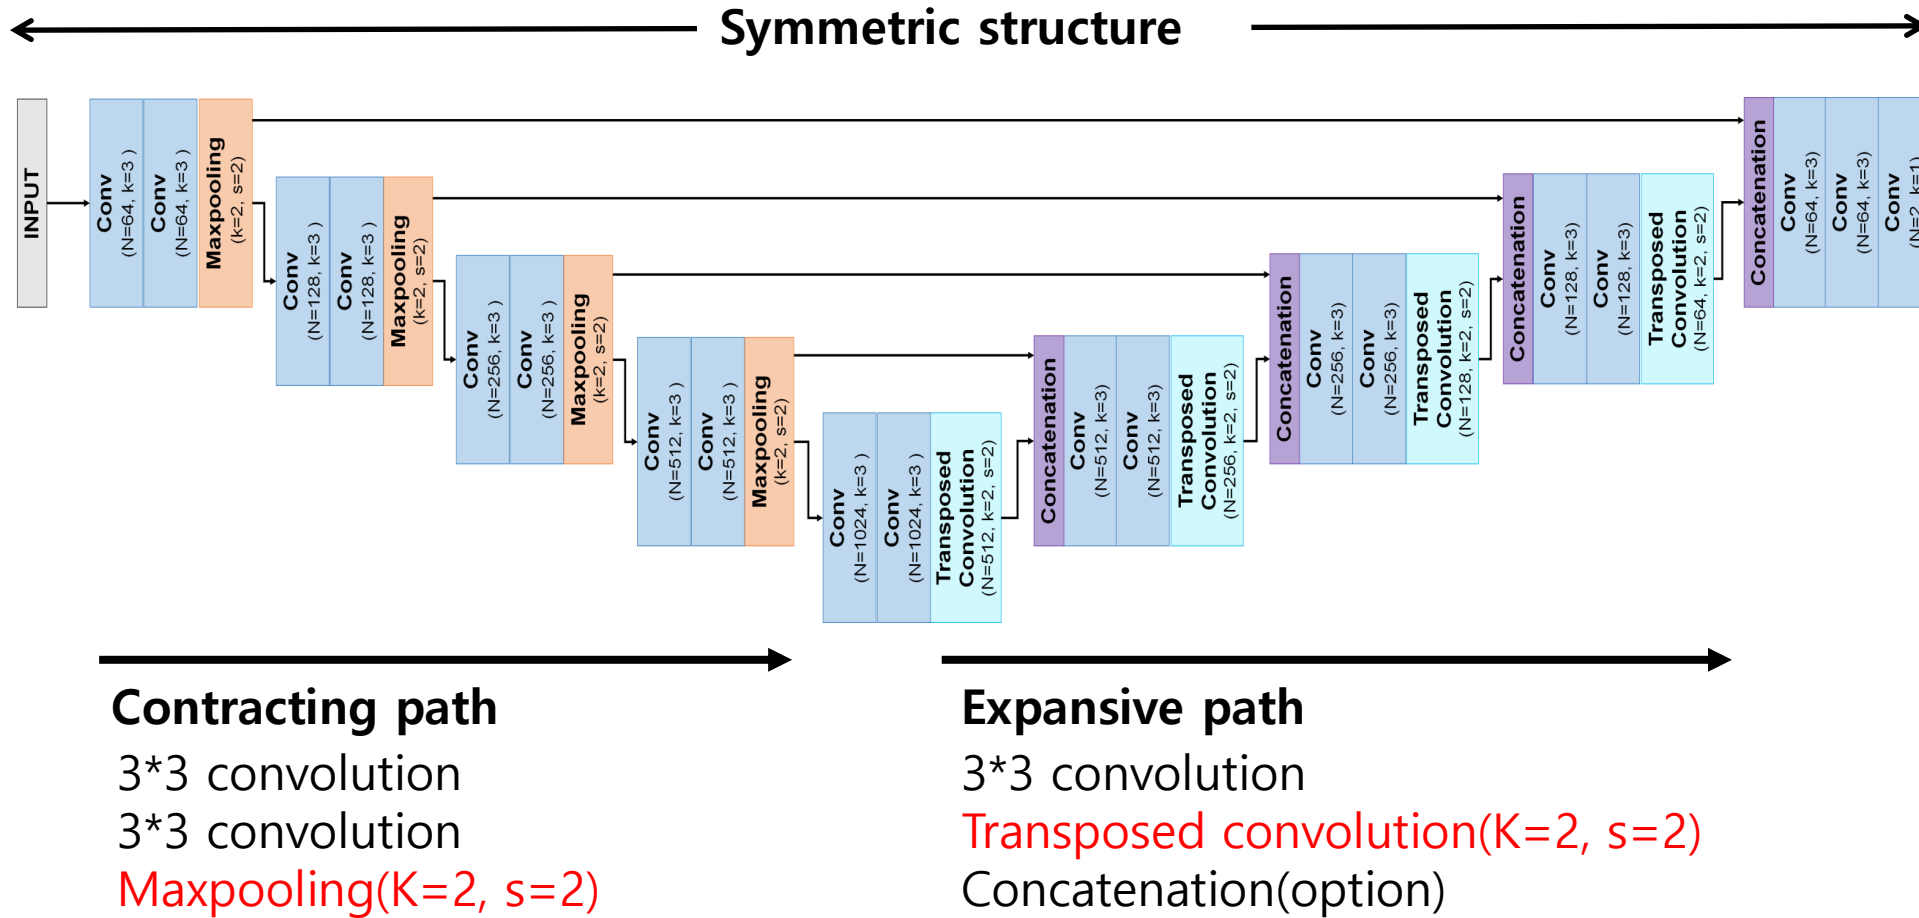 Symmetric structure
INPUT
Conv
(N=64, k=3 )
Conv
(N=64, k=3 )
Maxpooling
(k=2, s=2)
Conv
(N=128, k=3 )
Conv
(N=128, k=3 )
Maxpooling
(k=2, s=2)
Conv
(N=256, k=3 )
Conv
(N=256, k=3 )
Maxpooling
(k=2, s=2)
Conv
(N=512, k=3 )
Conv
(N=512, k=3 )
Maxpooling
(k=2, s=2)
Conv
(N=1024, k=3 )
Conv
(N=1024, k=3 )
Transposed
Convolution
(N=512, k=2, s=2)
Concatenation
Conv
(N=512, k=3)
Conv
(N=512, k=3)
Transposed
Convolution
(N=256, k=2, s=2)
Concatenation
Conv
(N=256, k=3)
Conv
(N=256, k=3)
Transposed
Convolution
(N=128, k=2, s=2)
Concatenation
Conv
(N=128, k=3)
Conv
(N=128, k=3)
Transposed
Convolution
(N=64, k=2, s=2)
Concatenation
Conv
(N=64, k=3)
Conv
(N=64, k=3)
Conv
(N=2, k=1)
Contracting path
3*3 convolution
3*3 convolution
Maxpooling(K=2, s=2)
Expansive path
3*3 convolution
Transposed convolution(K=2, s=2)
Concatenation(option)